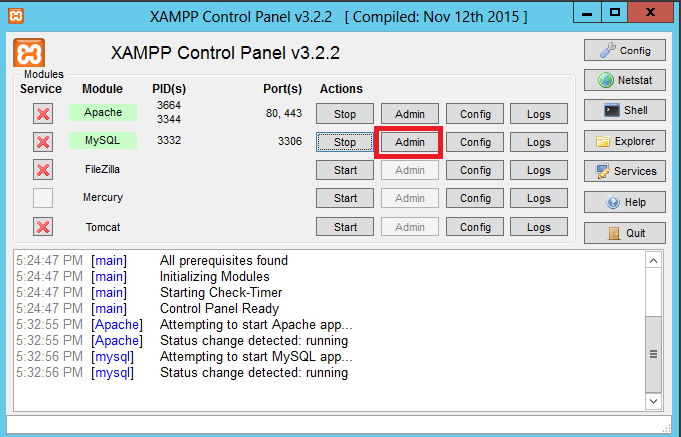 XAMPP Control Panel v3.2.2 [ Compiled: Nov 12th 2015 ]
XAMPP Control Panel v3.2.2
Config
Modules
Service Module PID(s) Port(s) Actions
Netstat
Apache 3664 3344 80, 443 Stop Admin Config Logs
Shell
MySQL 3332 3306 Stop Admin Config Logs
Explorer
FileZilla Start Admin Config Logs
Services
Mercury Start Admin Config Logs
Help
Tomcat Start Admin Config Logs
Quit
5:24:47 PM [main] All prerequisites found
5:24:47 PM [main] Initializing Modules
5:24:47 PM [main] Starting Check-Timer
5:24:47 PM [main] Control Panel Ready
5:32:55 PM [Apache] Attempting to start Apache app...
5:32:55 PM [Apache] Status change detected: running
5:32:56 PM [mysql] Attempting to start MySQL app...
5:32:56 PM [mysql] Status change detected: running